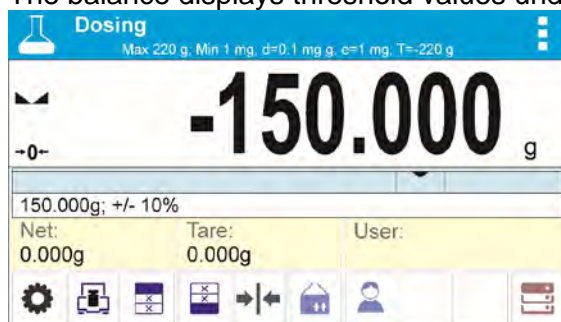 The balance displays threshold values und
Dosing
Max 220 g, Min 1 mg, d=0.1 mg g, e=1 mg, T=-220 g
-150.000 g
→0←
150.000g; +/- 10%
Net: Tare: User:
0.000g 0.000g